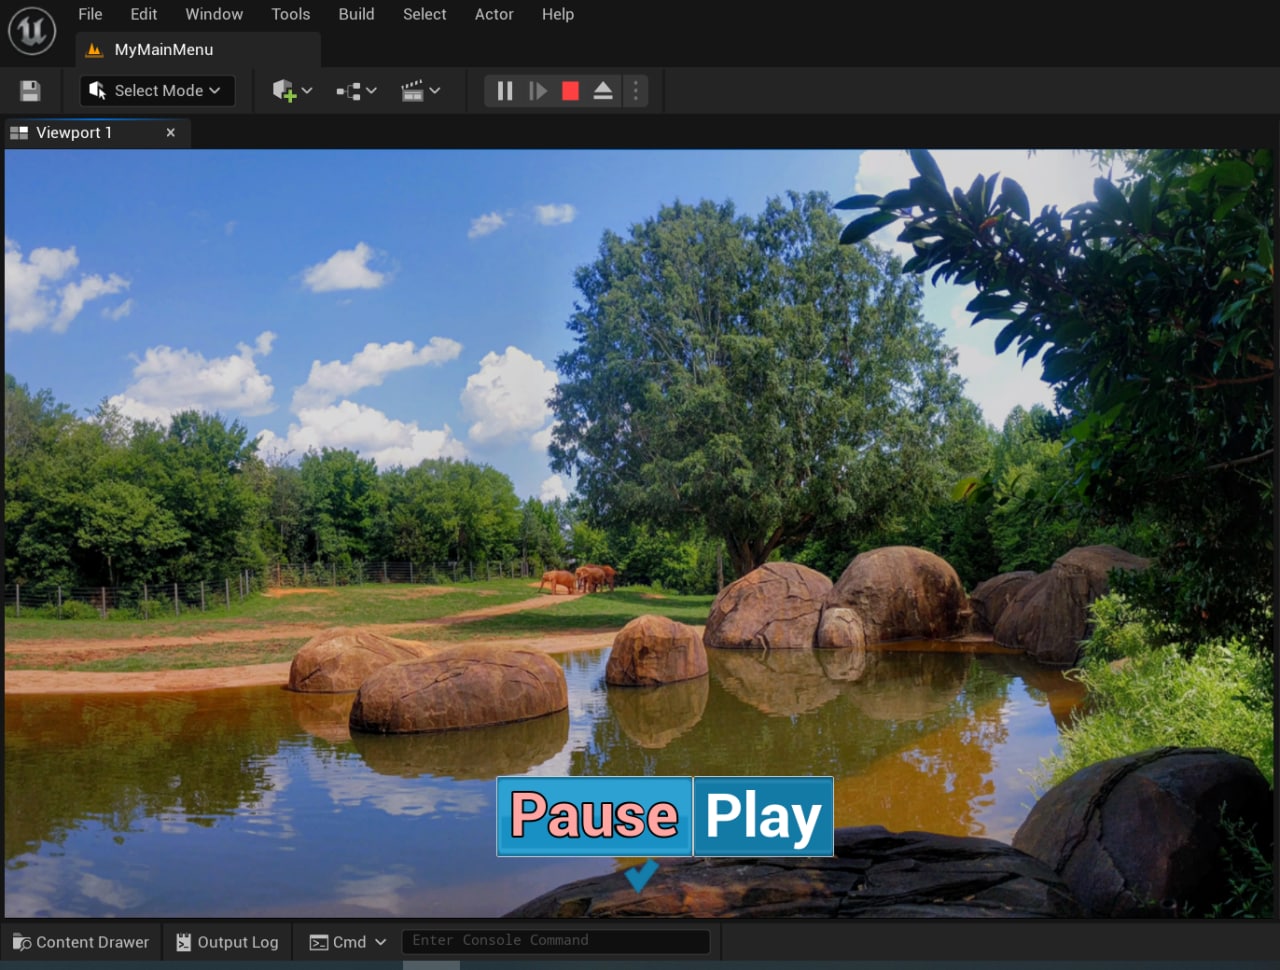 File Edit Window Tools Build Select Actor Help
MyMainMenu
Select Mode
Viewport 1
Pause Play
Content Drawer Output Log Cmd Enter Console Command